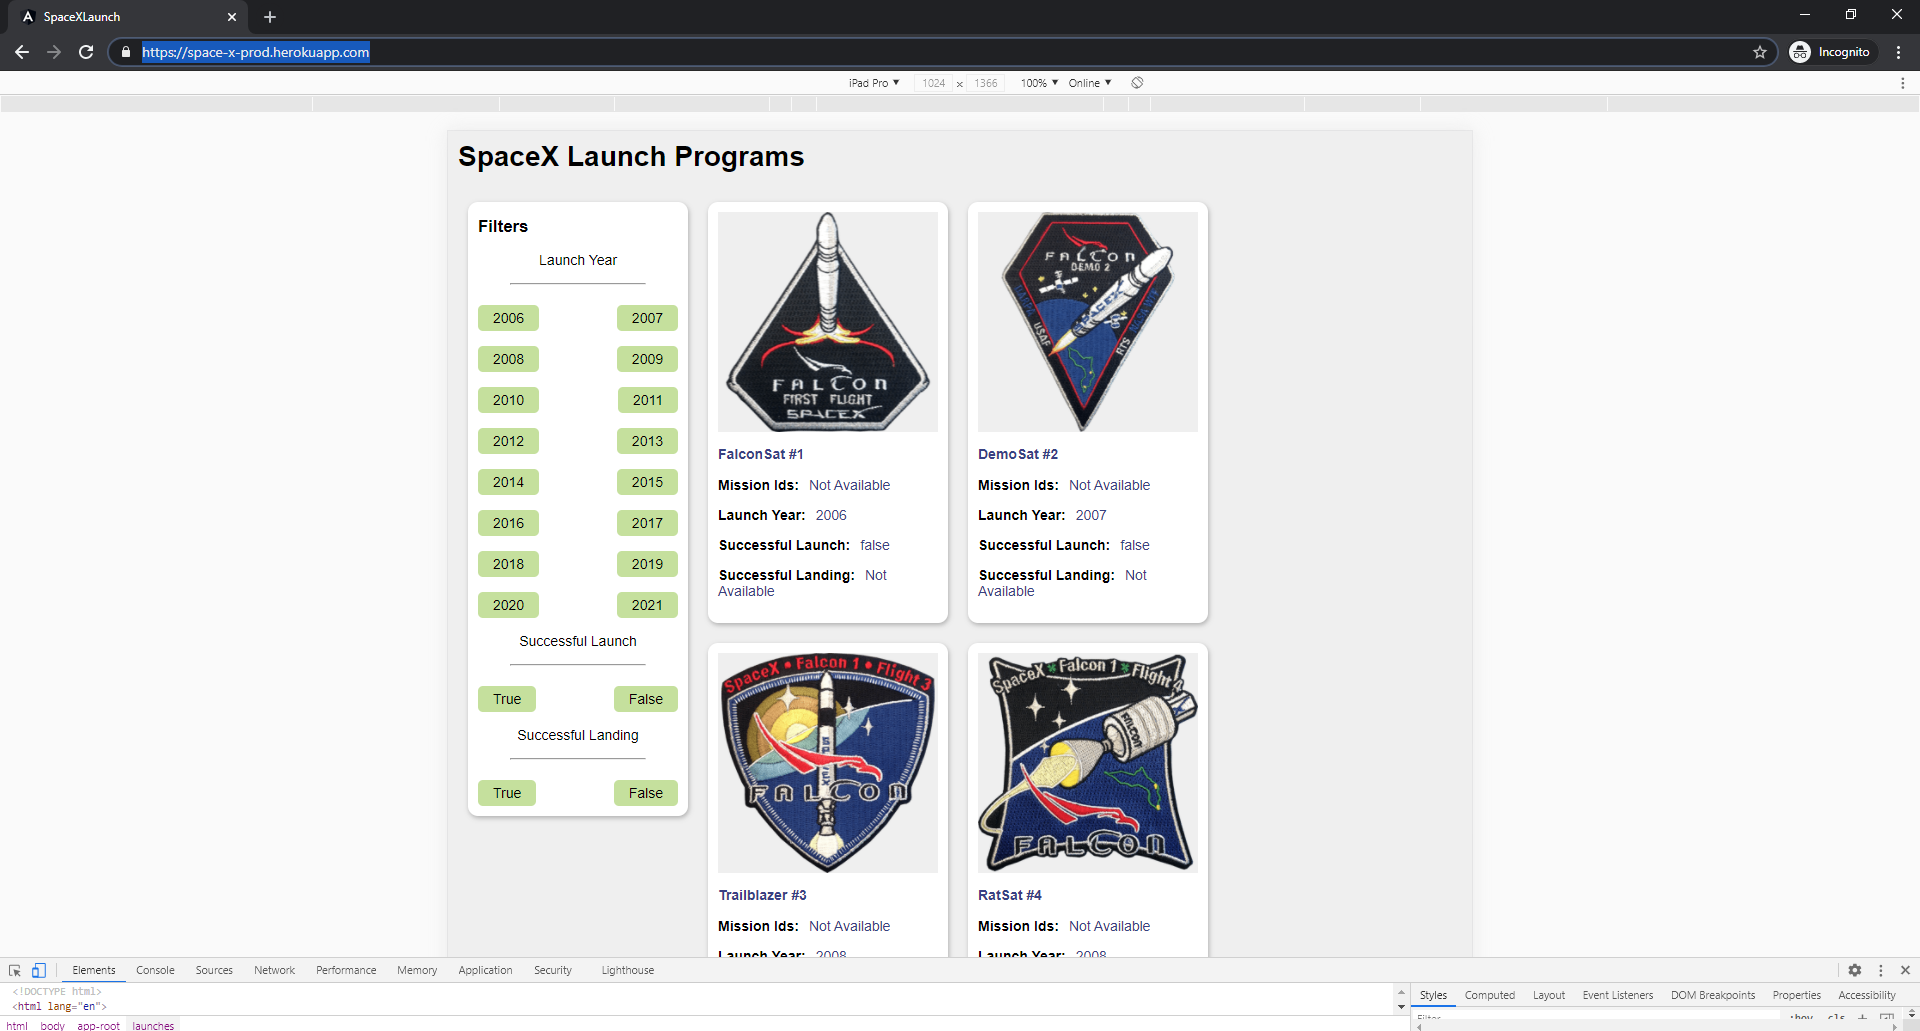 SpaceXLaunch
https://space-x-prod.herokuapp.com
Incognito
iPad Pro ▼ 1024 x 1366 100% ▼ Online ▼
SpaceX Launch Programs
Filters
Launch Year
2006 2007
2008 2009
2010 2011
2012 2013
2014 2015
2016 2017
2018 2019
2020 2021
Successful Launch
True False
Successful Landing
True False
FALCON
FIRST FLIGHT
SPACEX
FalconSat #1
Mission Ids: Not Available
Launch Year: 2006
Successful Launch: false
Successful Landing: Not
Available
FALCON
DEMO 2
SPACEX
USAF
RTS
DemoSat #2
Mission Ids: Not Available
Launch Year: 2007
Successful Launch: false
Successful Landing: Not
Available
SpaceX • Falcon 1 • Flight 3
SPACEX
FALCON
Trailblazer #3
Mission Ids: Not Available
Launch Year: 2008
SpaceX Falcon 1 Flight 4
FALCON
FALCON
RatSat #4
Mission Ids: Not Available
Launch Year: 2008
Elements Console Sources Network Performance Memory Application Security Lighthouse
<!DOCTYPE html>
<html lang="en">
html body app-root launches
Styles Computed Layout Event Listeners DOM Breakpoints Properties Accessibility
Filter :hov .cls +